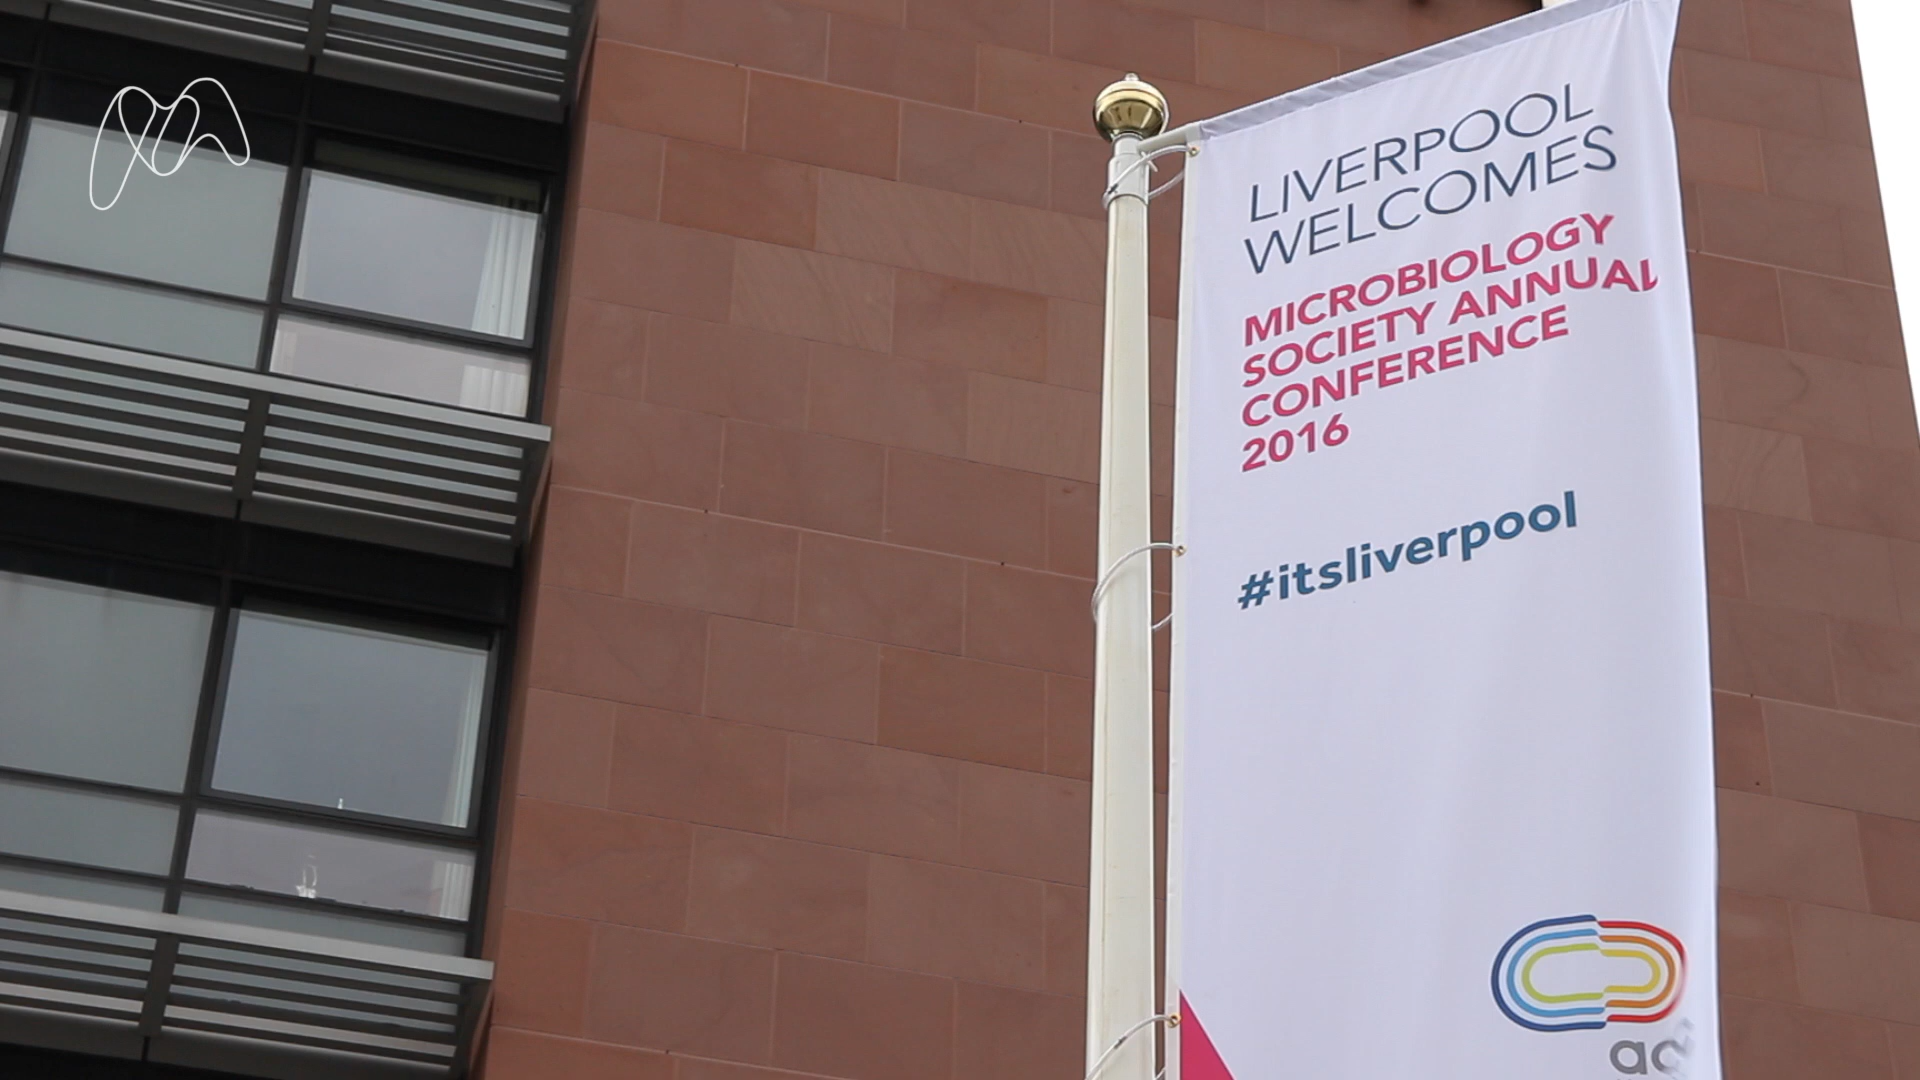 LIVERPOOL
WELCOMES
MICROBIOLOGY
SOCIETY ANNUAL
CONFERENCE
2016
#itsliverpool